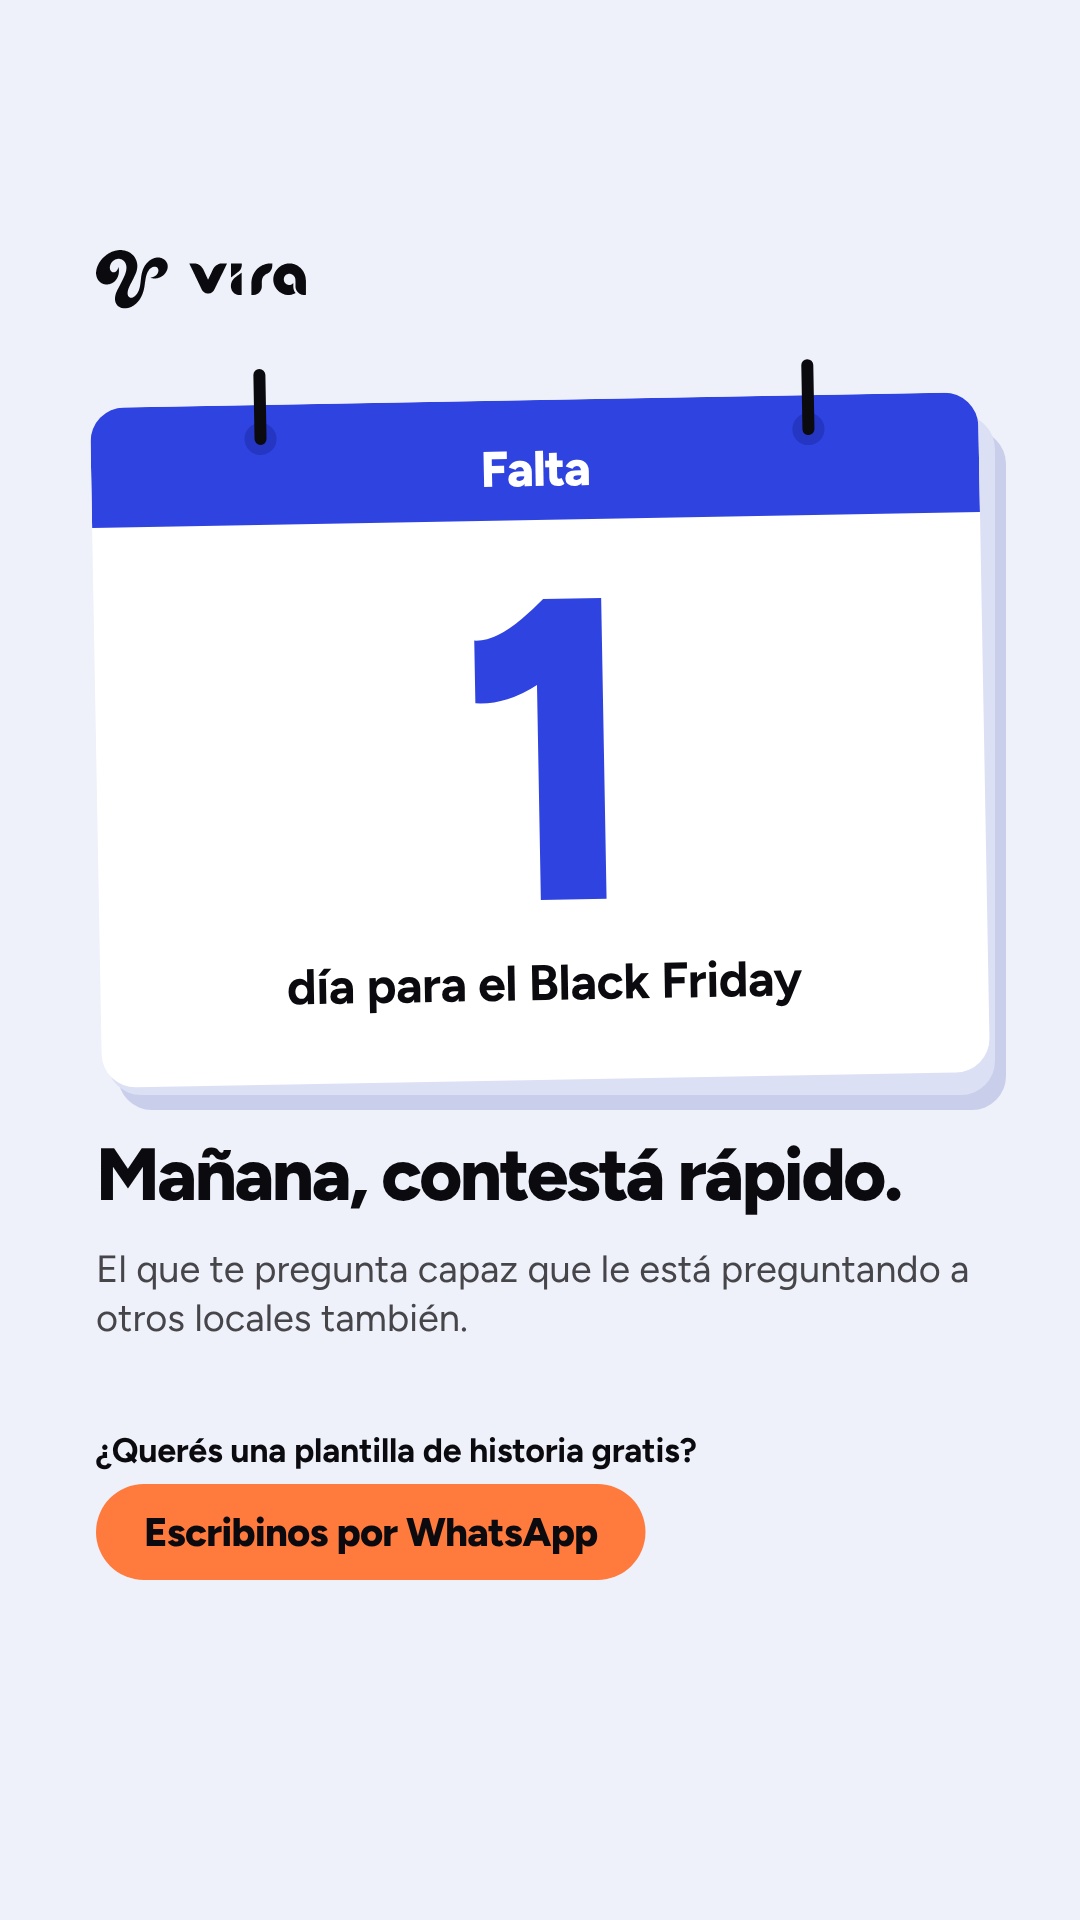 vira
Falta
1
día para el Black Friday
Mañana, contestá rápido.
El que te pregunta capaz que le está preguntando a
otros locales también.
¿Querés una plantilla de historia gratis?
Escribinos por WhatsApp